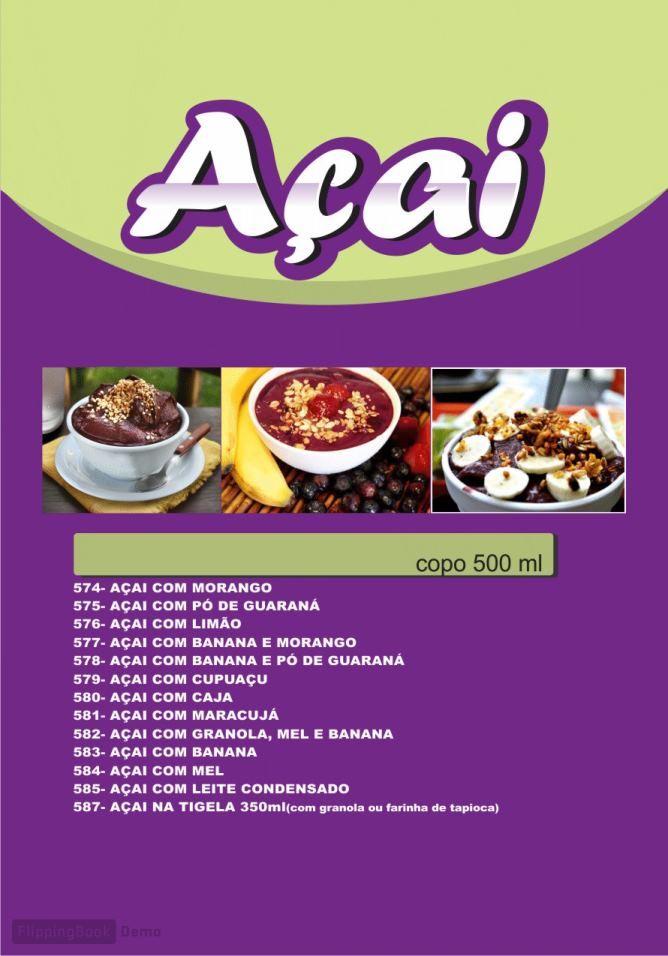 Açai
copo 500 ml
574- AÇAI COM MORANGO
575- AÇAI COM PÓ DE GUARANÁ
576- AÇAI COM LIMÃO
577- AÇAI COM BANANA E MORANGO
578- AÇAI COM BANANA E PÓ DE GUARANÁ
579- AÇAI COM CUPUAÇU
580- AÇAI COM CAJA
581- AÇAI COM MARACUJÁ
582- AÇAI COM GRANOLA, MEL E BANANA
583- AÇAI COM BANANA
584- AÇAI COM MEL
585- AÇAI COM LEITE CONDENSADO
587- AÇAI NA TIGELA 350ml(com granola ou farinha de tapioca)
FlippingBook Demo